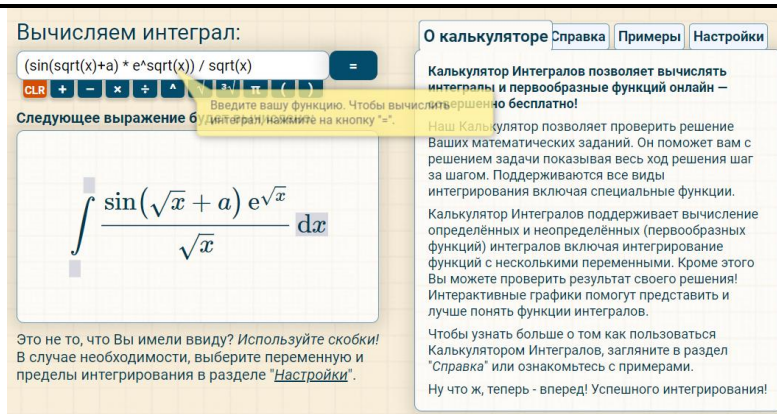 Вычисляем интеграл:
(sin(sqrt(x)+a) * e^sqrt(x)) / sqrt(x)
=
CLR + − × ÷ ^ √ ³√ π ( )
Введите вашу функцию. Чтобы вычислить
интеграл, нажмите на кнопку "=".
Следующее выражение будет вычислено:
∫ sin(√x + a) e^√x / √x dx
Это не то, что Вы имели ввиду? Используйте скобки!
В случае необходимости, выберите переменную и
пределы интегрирования в разделе "Настройки".
О калькуляторе Справка Примеры Настройки
Калькулятор Интегралов позволяет вычислять
интегралы и первообразные функций онлайн —
совершенно бесплатно!
Наш Калькулятор позволяет проверить решение
Ваших математических заданий. Он поможет вам с
решением задачи показывая весь ход решения шаг
за шагом. Поддерживаются все виды
интегрирования включая специальные функции.
Калькулятор Интегралов поддерживает вычисление
определённых и неопределённых (первообразных
функций) интегралов включая интегрирование
функций с несколькими переменными. Кроме этого
Вы можете проверить результат своего решения!
Интерактивные графики помогут представить и
лучше понять функции интегралов.
Чтобы узнать больше о том как пользоваться
Калькулятором Интегралов, загляните в раздел
"Справка" или ознакомьтесь с примерами.
Ну что ж, теперь - вперед! Успешного интегрирования!